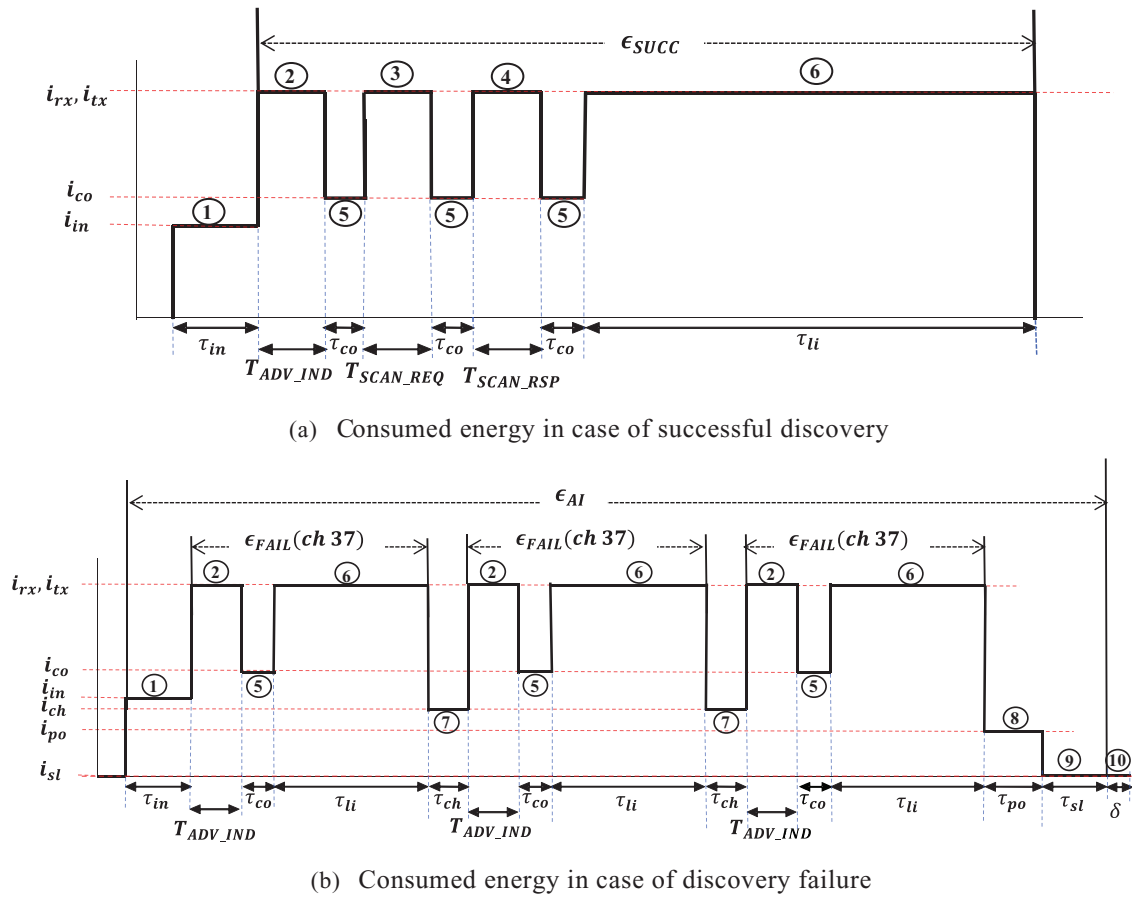 ϵ_SUCC
② ③ ④ ⑥
i_rx, i_tx
i_co
① ⑤ ⑤ ⑤
i_in
τ_in τ_co τ_co τ_co τ_li
T_ADV_IND T_SCAN_REQ T_SCAN_RSP
(a) Consumed energy in case of successful discovery
ϵ_AI
ϵ_FAIL(ch 37) ϵ_FAIL(ch 37) ϵ_FAIL(ch 37)
② ⑥ ② ⑥ ② ⑥
i_rx, i_tx
i_co
① ⑤ ⑤ ⑤
i_in
i_ch
⑦ ⑦ ⑧
i_po
⑨ ⑩
i_sl
τ_in τ_co τ_li τ_ch τ_co τ_li τ_ch τ_co τ_li τ_po τ_sl δ
T_ADV_IND T_ADV_IND T_ADV_IND
(b) Consumed energy in case of discovery failure